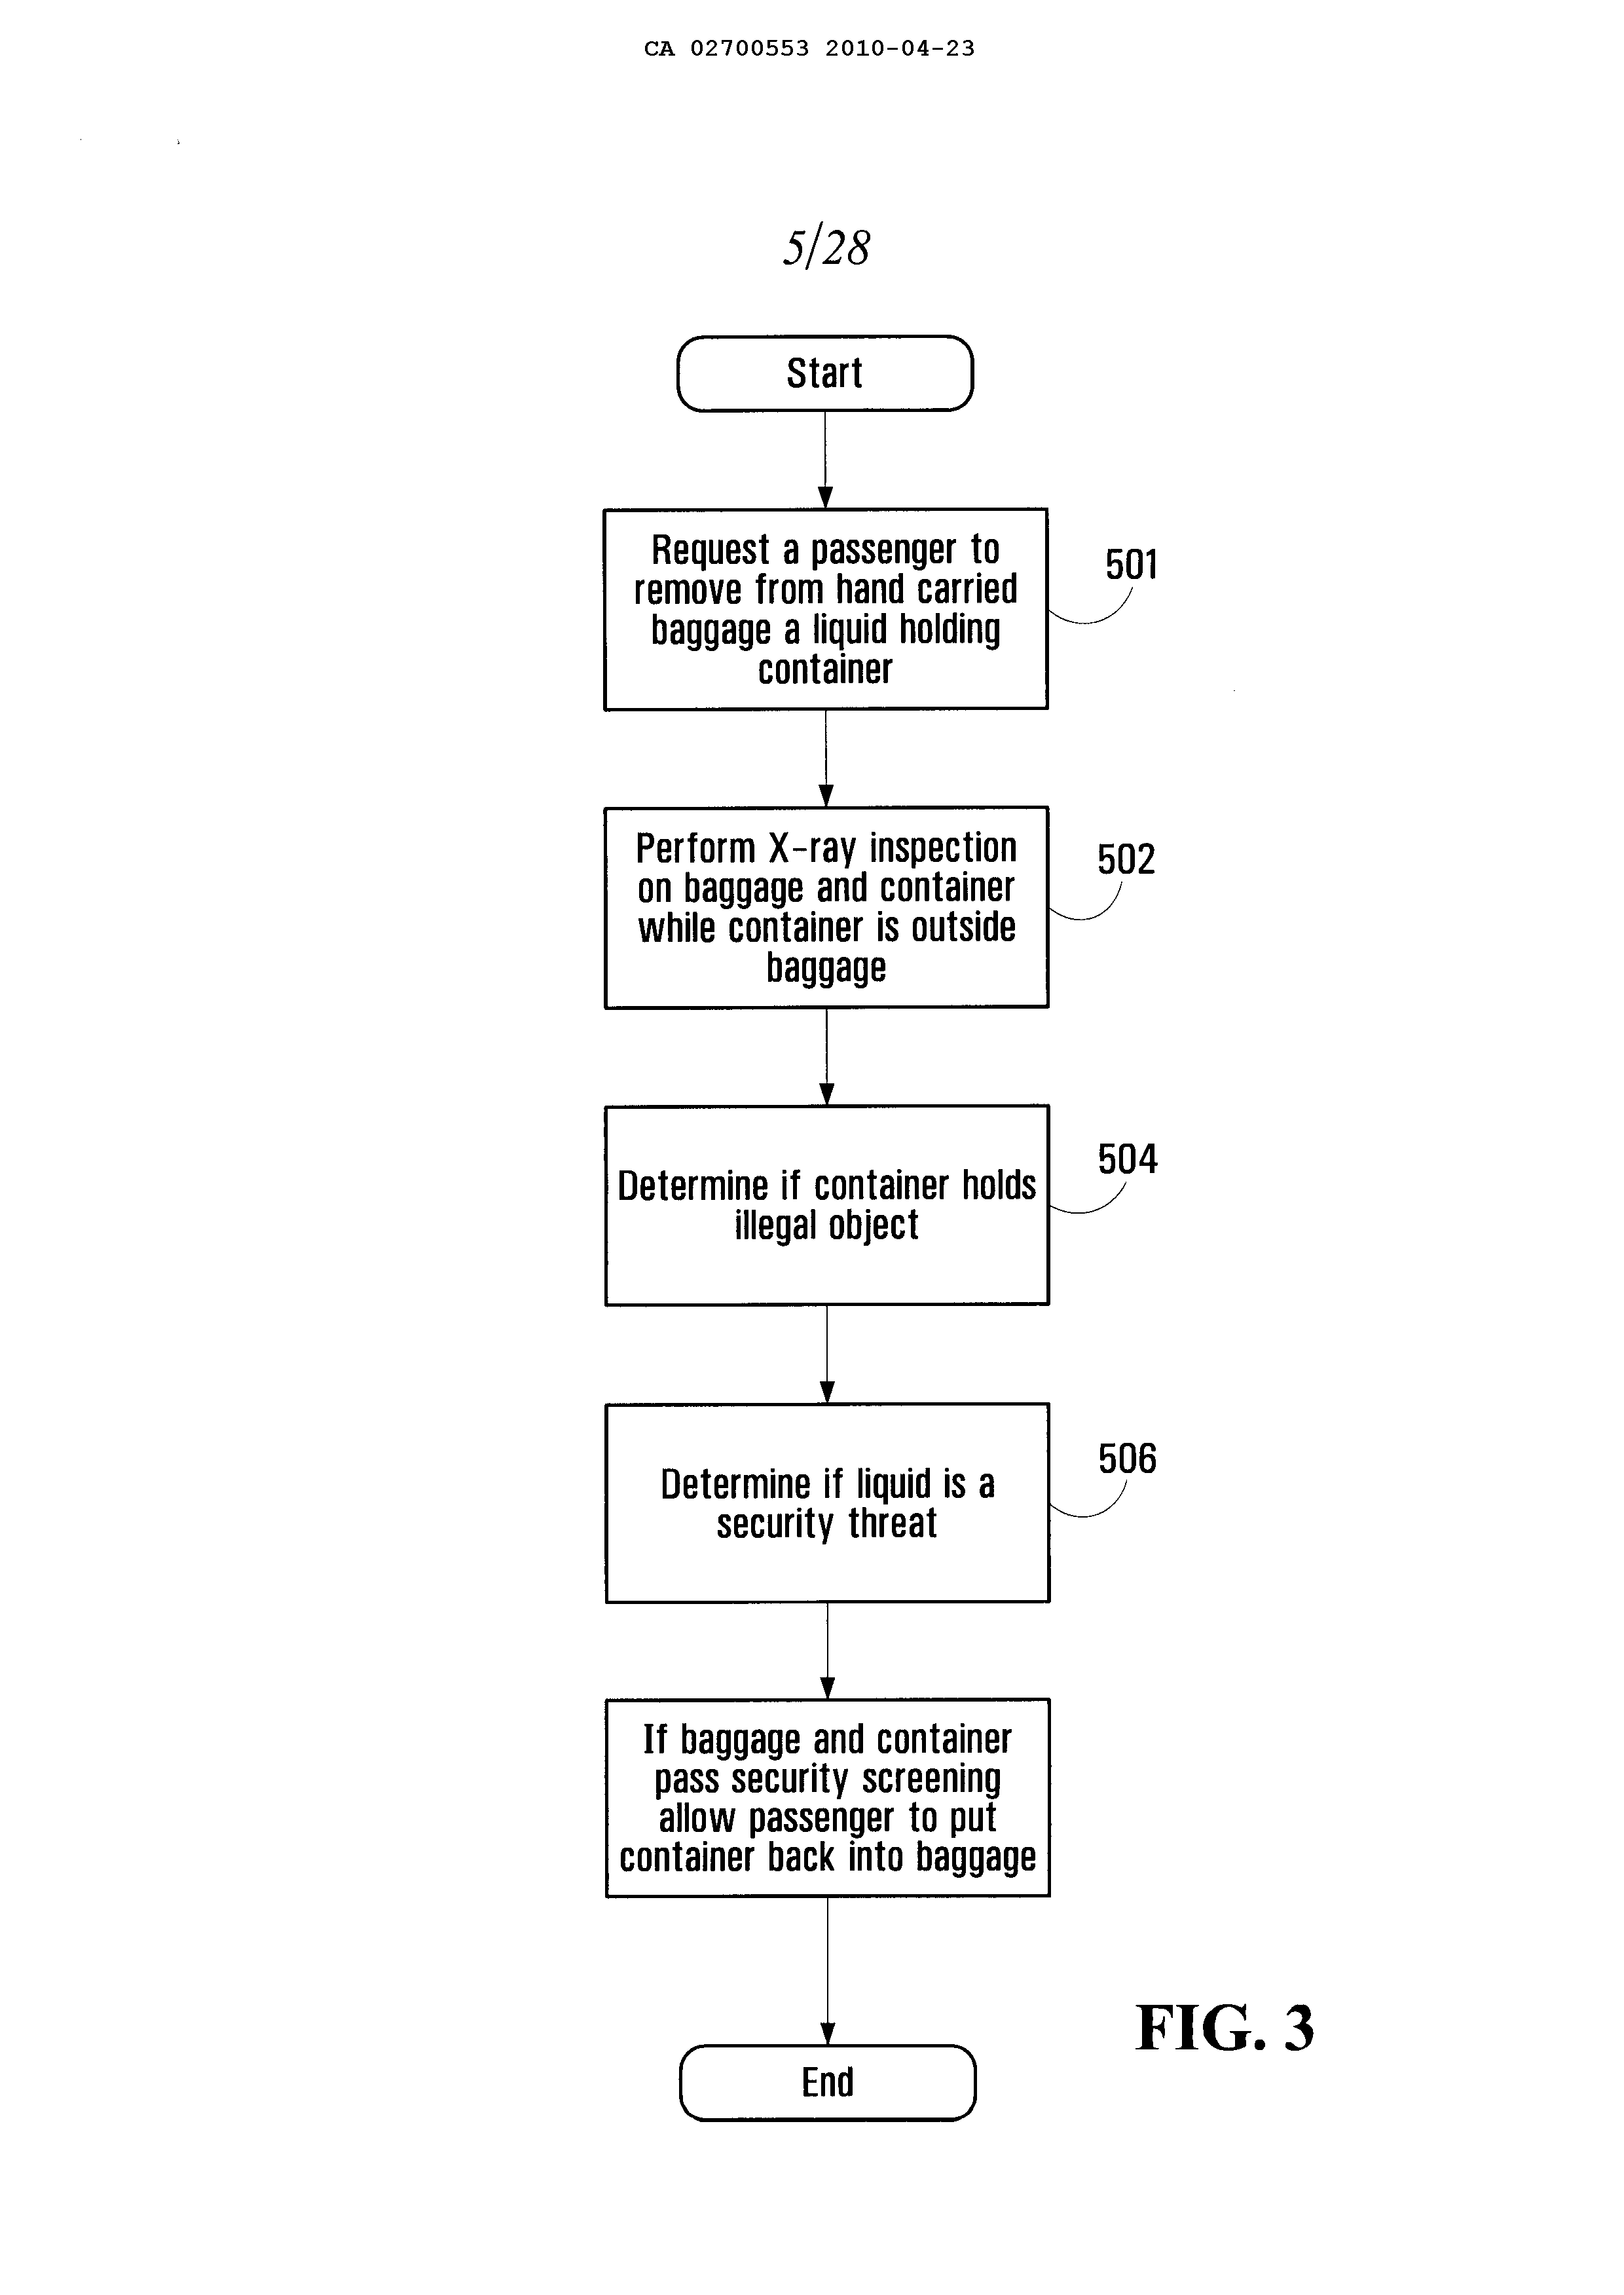 CA 02700553 2010-04-23
5/28
Start
Request a passenger to
remove from hand carried
baggage a liquid holding
container
501
Perform X-ray inspection
on baggage and container
while container is outside
baggage
502
Determine if container holds
illegal object
504
Determine if liquid is a
security threat
506
If baggage and container
pass security screening
allow passenger to put
container back into baggage
End
FIG. 3